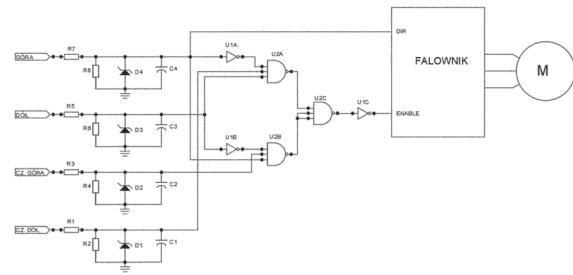 GÓRA
R7
R8
D4
C4
U1A
U2A
DIR
FALOWNIK
M
DÓŁ
R5
R6
D3
C3
U2C
U1C
ENABLE
U1B
U2B
CZ. GÓRA
R3
R4
D2
C2
CZ. DÓŁ
R1
R2
D1
C1